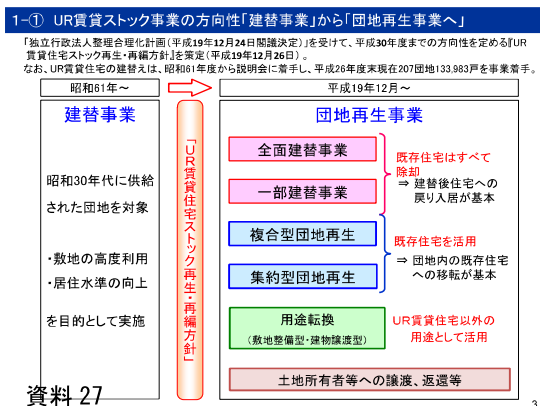 1-① UR賃貸ストック事業の方向性「建替事業」から「団地再生事業へ」
「独立行政法人整理合理化計画(平成19年12月24日閣議決定)」を受けて、平成30年度までの方向性を定める『UR
賃貸住宅ストック再生・再編方針』を策定(平成19年12月26日)。
なお、UR賃貸住宅の建替えは、昭和61年度から説明会に着手し、平成26年度末現在207団地133,983戸を事業着手。
昭和61年~
平成19年12月~
建替事業
昭和30年代に供給
された団地を対象
・敷地の高度利用
・居住水準の向上
を目的として実施
「UR賃貸住宅ストック再生・再編方針」
団地再生事業
全面建替事業
一部建替事業
既存住宅はすべて
除却
⇒ 建替後住宅への
戻り入居が基本
複合型団地再生
集約型団地再生
既存住宅を活用
⇒ 団地内の既存住宅
への移転が基本
用途転換
(敷地整備型・建物譲渡型)
UR賃貸住宅以外の
用途として活用
土地所有者等への譲渡、返還等
資料 27
3